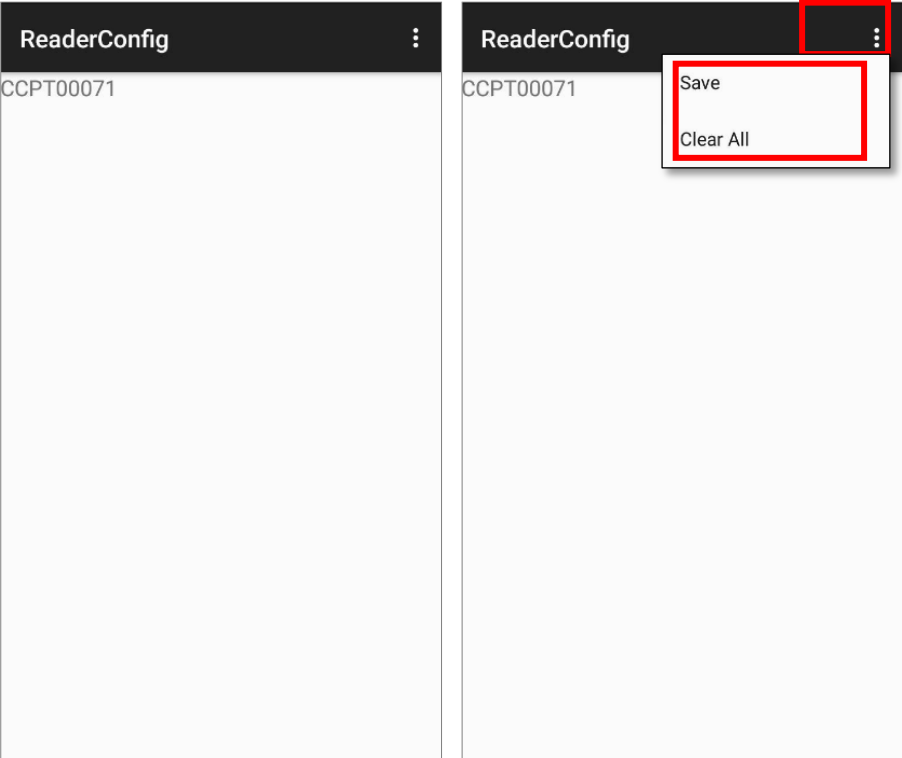 ReaderConfig
CCPT00071
ReaderConfig
CCPT00071
Save
Clear All